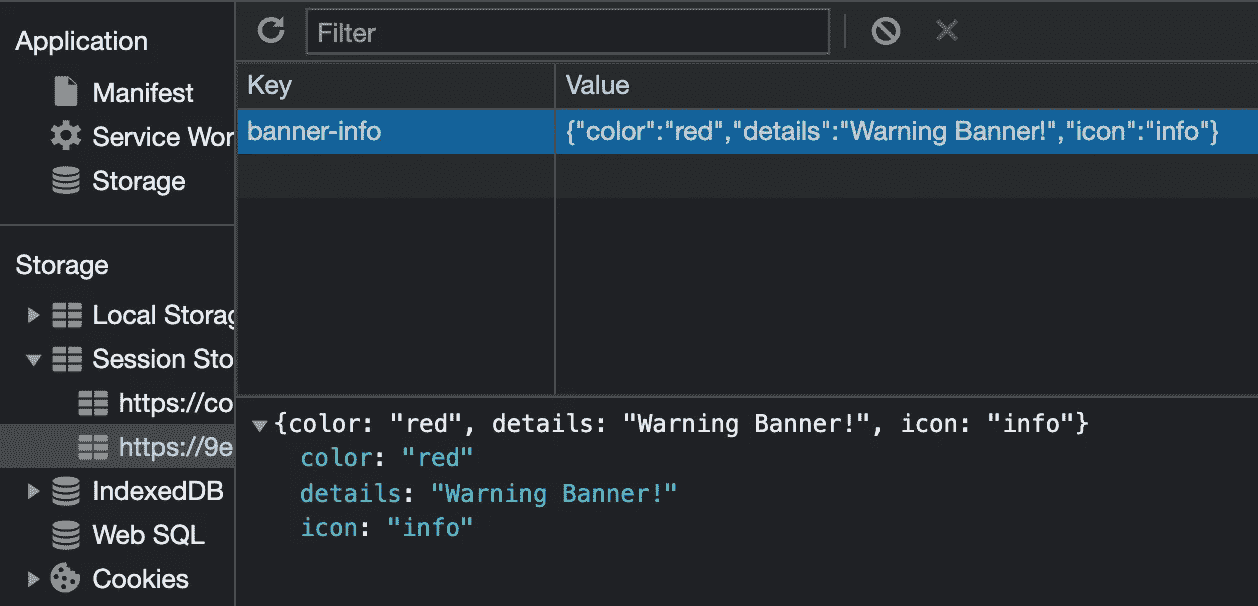 Application
Manifest
Service Wor
Storage
Storage
Local Storag
Session Sto
https://co
https://9e
IndexedDB
Web SQL
Cookies
Filter
Key Value
banner-info {"color":"red","details":"Warning Banner!","icon":"info"}
{color: "red", details: "Warning Banner!", icon: "info"}
color: "red"
details: "Warning Banner!"
icon: "info"